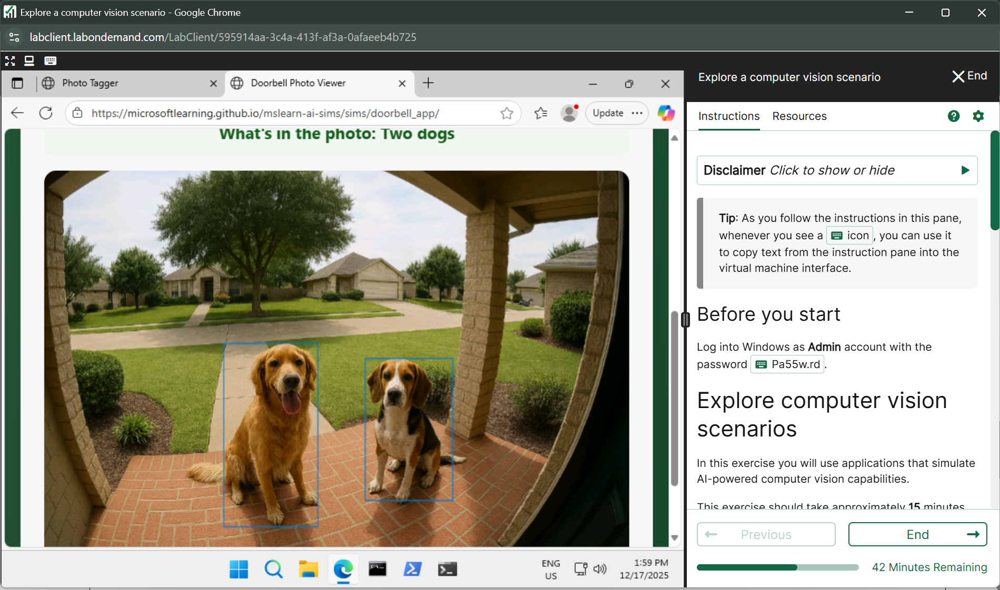 Explore a computer vision scenario - Google Chrome
labclient.labondemand.com/LabClient/595914aa-3c4a-413f-af3a-0afaeeb4b725
Photo Tagger
Doorbell Photo Viewer
https://microsoftlearning.github.io/mslearn-ai-sims/sims/doorbell_app/
Update
What's in the photo: Two dogs
ENG
US
1:59 PM
12/17/2025
Explore a computer vision scenario
End
Instructions
Resources
Disclaimer Click to show or hide
Tip: As you follow the instructions in this pane,
whenever you see a icon, you can use it
to copy text from the instruction pane into the
virtual machine interface.
Before you start
Log into Windows as Admin account with the
password Pa55w.rd.
Explore computer vision
scenarios
In this exercise you will use applications that simulate
AI-powered computer vision capabilities.
This exercise should take approximately 15 minutes
Previous
End
42 Minutes Remaining